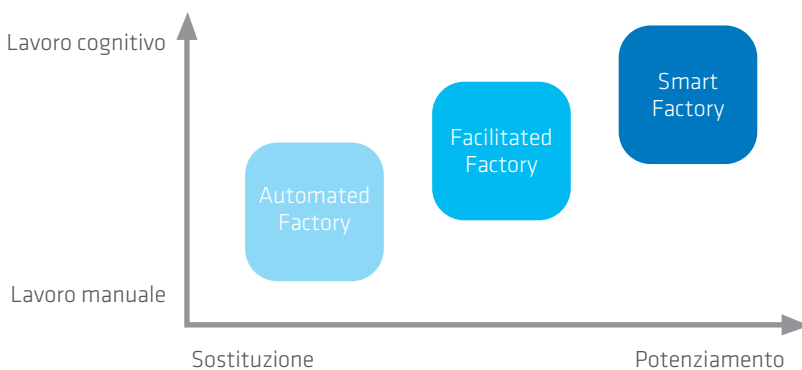 Lavoro cognitivo
Smart
Factory
Facilitated
Factory
Automated
Factory
Lavoro manuale
Sostituzione
Potenziamento